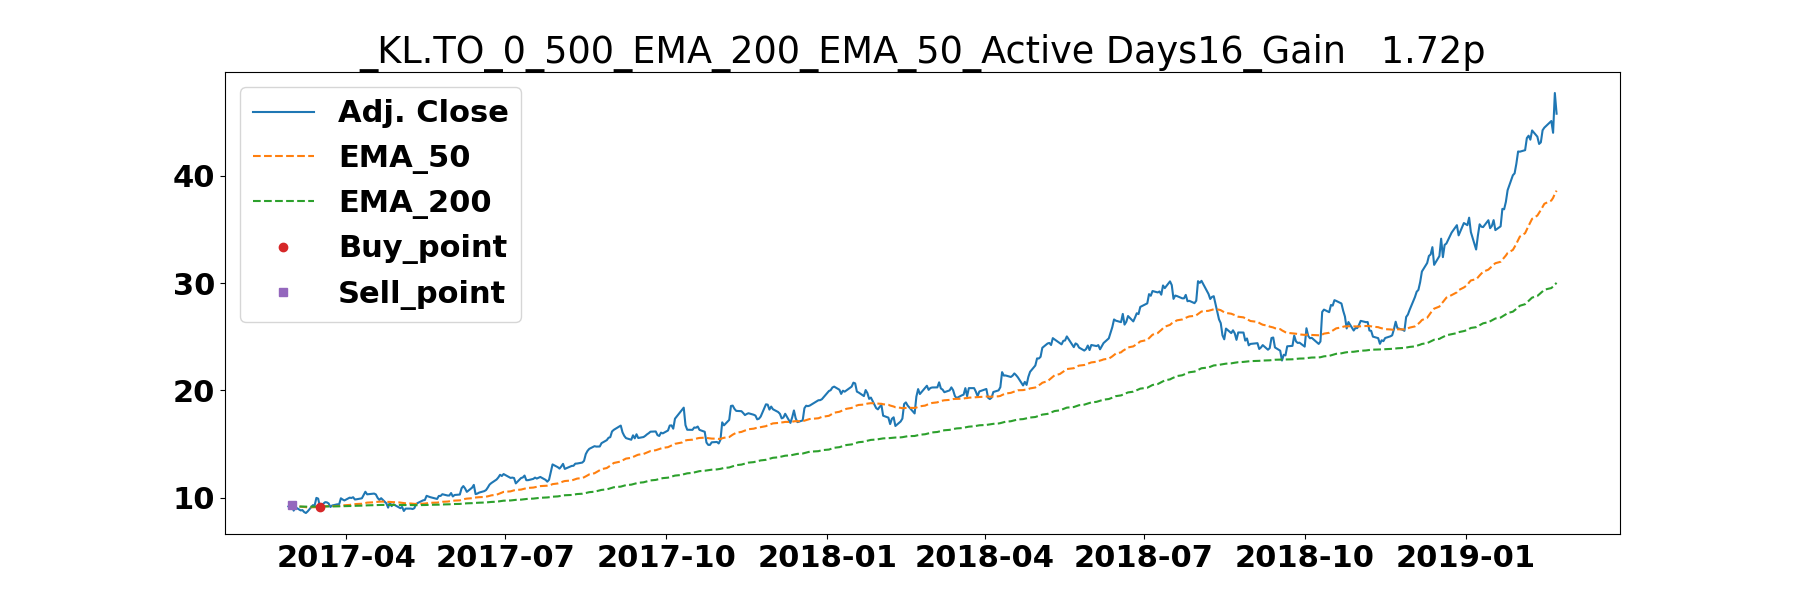 _KL.TO_0_500_EMA_200_EMA_50_Active Days16_Gain   1.72p
Adj. Close
EMA_50
EMA_200
Buy_point
Sell_point
40
30
20
10
2017-04 2017-07 2017-10 2018-01 2018-04 2018-07 2018-10 2019-01